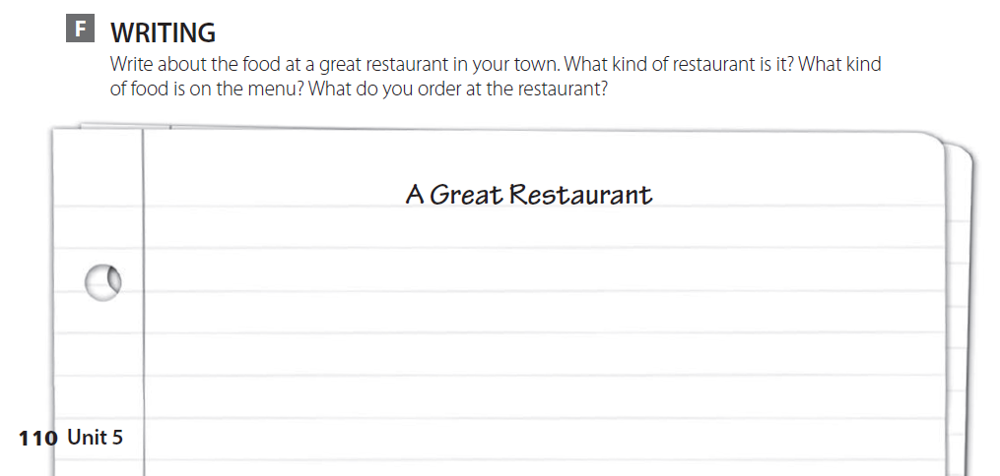 F WRITING
Write about the food at a great restaurant in your town. What kind of restaurant is it? What kind
of food is on the menu? What do you order at the restaurant?
A Great Restaurant
110 Unit 5